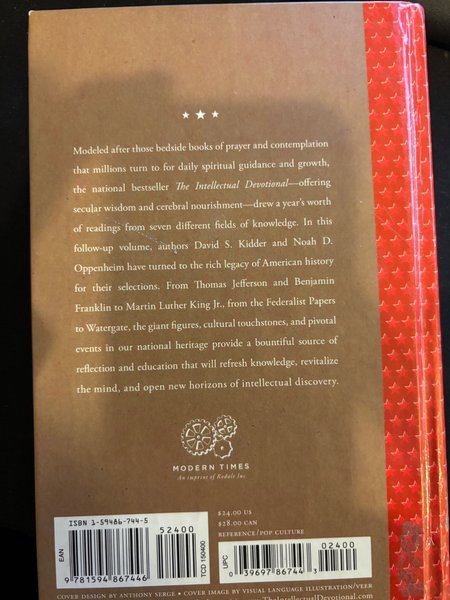 Modeled after those bedside books of prayer and contemplation
that millions turn to for daily spiritual guidance and growth,
the national bestseller The Intellectual Devotional—offering
secular wisdom and cerebral nourishment—drew a year's worth
of readings from seven different fields of knowledge. In this
follow-up volume, authors David S. Kidder and Noah D.
Oppenheim have turned to the rich legacy of American history
for their selections. From Thomas Jefferson and Benjamin
Franklin to Martin Luther King Jr., from the Federalist Papers
to Watergate, the giant figures, cultural touchstones, and pivotal
events in our national heritage provide a bountiful source of
reflection and education that will refresh knowledge, revitalize
the mind, and open new horizons of intellectual discovery.
MODERN TIMES
An imprint of Rodale Inc.
$24.00 US
$28.00 CAN
REFERENCE/POP CULTURE
ISBN 1-59486-744-5
52400
EAN
9 781594 867446
TCD 150400
UPC
02400
0 39697 86744 3
COVER DESIGN BY ANTHONY SERGE • COVER IMAGE BY VISUAL LANGUAGE ILLUSTRATION/VEER
TheIntellectualDevotional.com